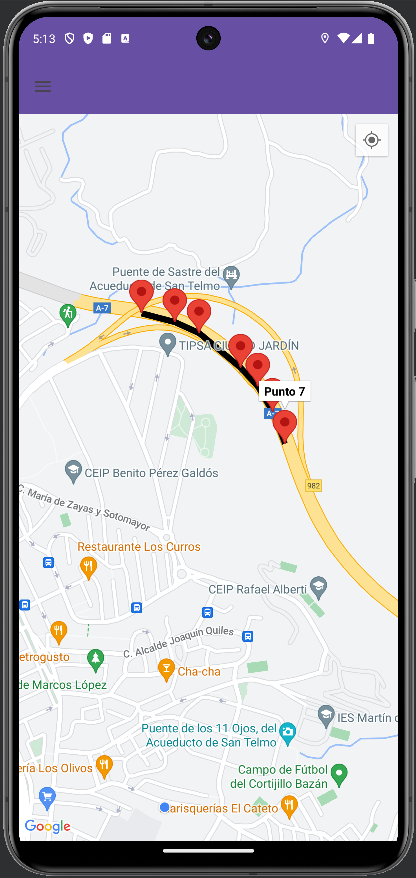 5:13
Puente de Sastre del
Acueducto de San Telmo
A-7
TIPSA CIUDAD JARDÍN
Punto 7
A-7
982
CEIP Benito Pérez Galdós
C. María de Zayas y Sotomayor
Restaurante Los Curros
CEIP Rafael Alberti
C. Alcalde Joaquín Quiles
etrogusto
Cha-cha
de Marcos López
IES Martín d
Puente de los 11 Ojos, del
Acueducto de San Telmo
ería Los Olivos
Campo de Fútbol
del Cortijillo Bazán
arisquerías El Cateto
Google